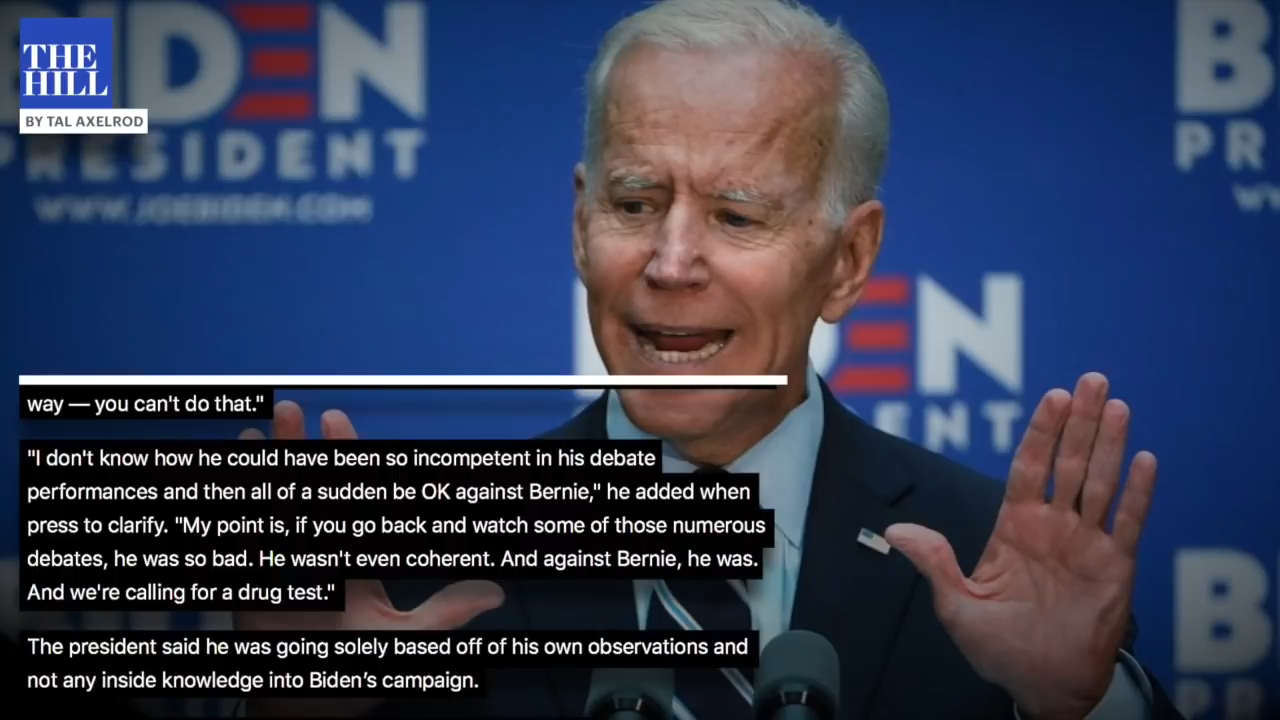 BIDEN
PRESIDENT
WWW.JOEBIDEN.COM
B
PR
W
EN
ENT
B
PR
THE
HILL
BY TAL AXELROD
way — you can't do that."
"I don't know how he could have been so incompetent in his debate
performances and then all of a sudden be OK against Bernie," he added when
press to clarify. "My point is, if you go back and watch some of those numerous
debates, he was so bad. He wasn't even coherent. And against Bernie, he was.
And we're calling for a drug test."
The president said he was going solely based off of his own observations and
not any inside knowledge into Biden's campaign.